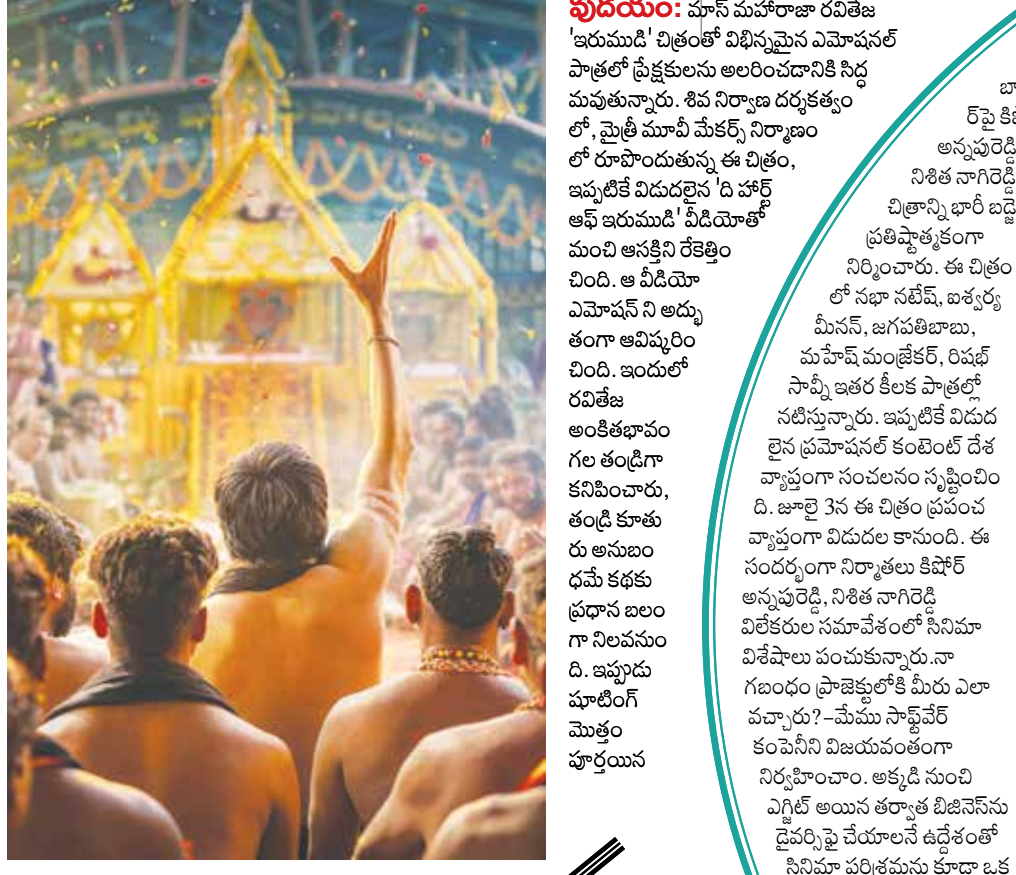 వుదయం: మాస్ మహారాజా రవితేజ
'ఇరుముడి' చిత్రంతో విభిన్నమైన ఎమోషనల్
పాత్రలో ప్రేక్షకులను అలరించడానికి సిద్ధ
మవుతున్నారు. శివ నిర్వాణ దర్శకత్వం
లో, మైత్రీ మూవీ మేకర్స్ నిర్మాణం
లో రూపొందుతున్న ఈ చిత్రం,
ఇప్పటికే విడుదలైన 'ది హార్ట్
ఆఫ్ ఇరుముడి' వీడియోతో
మంచి ఆసక్తిని రేకెత్తిం
చింది. ఆ వీడియో
ఎమోషన్ ని అద్భు
తంగా ఆవిష్కరిం
చింది. ఇందులో
రవితేజ
అంకితభావం
గల తండ్రిగా
కనిపించారు,
తండ్రి కూతు
రు అనుబం
ధమే కథకు
ప్రధాన బలం
గా నిలవనుం
ది. ఇప్పుడు
షూటింగ్
మొత్తం
పూర్తయిన
బా
ర్‌పై కి
అన్నపురెడ్డి
నిశిత నాగిరెడ్డి
చిత్రాన్ని భారీ బడ్జె
ప్రతిష్టాత్మకంగా
నిర్మించారు. ఈ చిత్రం
లో నభా నటేష్, ఐశ్వర్య
మీనన్, జగపతిబాబు,
మహేష్ మంజ్రేకర్, రిషభ్
సావ్నీ ఇతర కీలక పాత్రల్లో
నటిస్తున్నారు. ఇప్పటికే విడుద
లైన ప్రమోషనల్ కంటెంట్ దేశ
వ్యాప్తంగా సంచలనం సృష్టించిం
ది. జూలై 3న ఈ చిత్రం ప్రపంచ
వ్యాప్తంగా విడుదల కానుంది. ఈ
సందర్భంగా నిర్మాతలు కిషోర్
అన్నపురెడ్డి, నిశిత నాగిరెడ్డి
విలేకరుల సమావేశంలో సినిమా
విశేషాలు పంచుకున్నారు.నా
గబంధం ప్రాజెక్టులోకి మీరు ఎలా
వచ్చారు?-మేము సాఫ్ట్‌వేర్
కంపెనీని విజయవంతంగా
నిర్వహించాం. అక్కడి నుంచి
ఎగ్జిట్ అయిన తర్వాత బిజినెస్‌ను
డైవర్సిఫై చేయాలనే ఉద్దేశంతో
సినిమా పరిశ్రమను కూడా ఒక